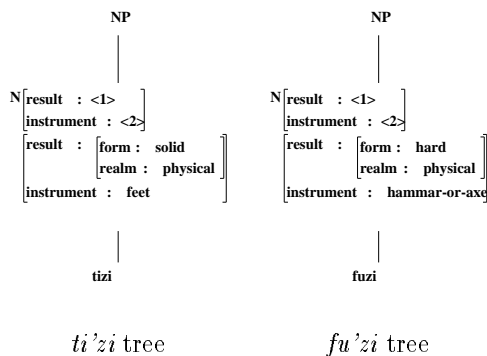 NP NP
N result : <1> N result : <1>
instrument : <2> instrument : <2>
result : form : solid result : form : hard
realm : physical realm : physical
instrument : feet instrument : hammar-or-axe
tizi fuzi
ti'zi tree fu'zi tree